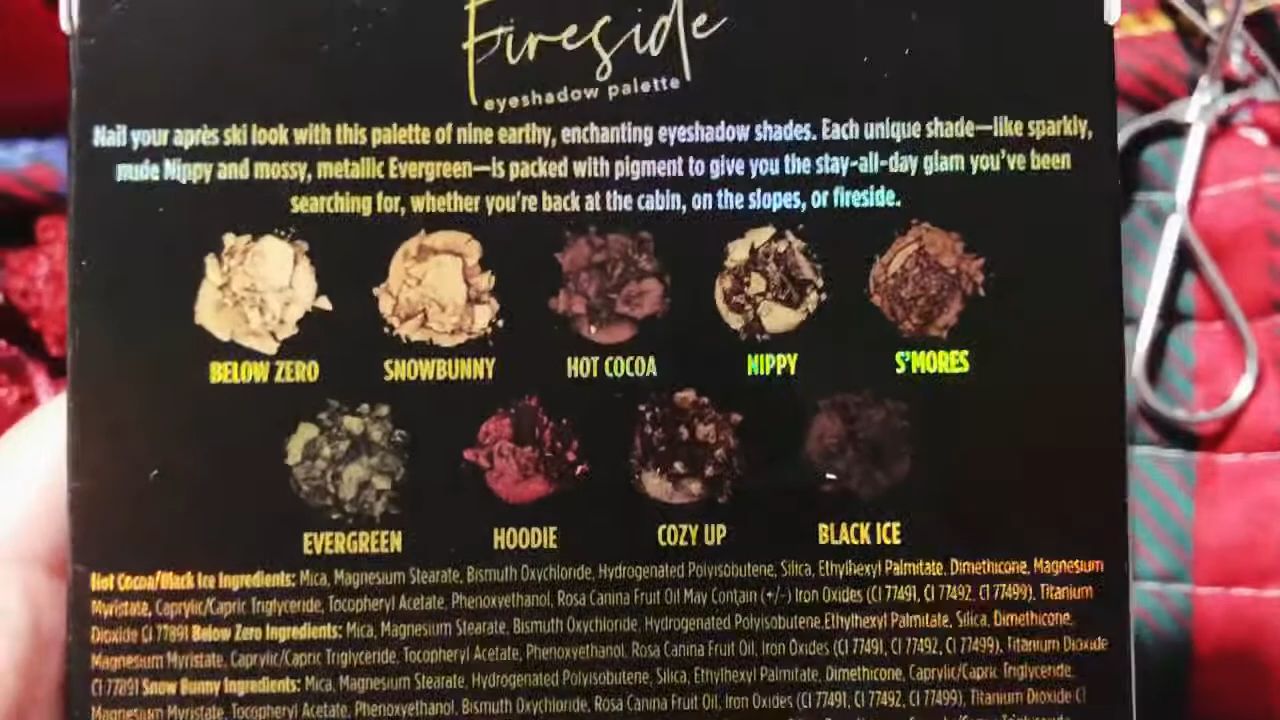 Fireside
eyeshadow palette
Nail your après ski look with this palette of nine earthy, enchanting eyeshadow shades. Each unique shade—like sparkly,
nude Nippy and mossy, metallic Evergreen—is packed with pigment to give you the stay-all-day glam you've been
searching for, whether you're back at the cabin, on the slopes, or fireside.
BELOW ZERO SNOWBUNNY HOT COCOA NIPPY S'MORES
EVERGREEN HOODIE COZY UP BLACK ICE
Hot Cocoa/Black Ice Ingredients: Mica, Magnesium Stearate, Bismuth Oxychloride, Hydrogenated Polyisobutene, Silica, Ethylhexyl Palmitate, Dimethicone, Magnesium
Myristate, Caprylic/Capric Triglyceride, Tocopheryl Acetate, Phenoxyethanol, Rosa Canina Fruit Oil May Contain (+/-) Iron Oxides (CI 77491, CI 77492, CI 77499), Titanium
Dioxide CI 77891 Below Zero Ingredients: Mica, Magnesium Stearate, Bismuth Oxychloride, Hydrogenated Polyisobutene, Ethylhexyl Palmitate, Silica, Dimethicone,
Magnesium Myristate, Caprylic/Capric Triglyceride, Tocopheryl Acetate, Phenoxyethanol, Rosa Canina Fruit Oil, Iron Oxides (CI 77491, CI 77492, CI 77499), Titanium Dioxide
CI 77891 Snow Bunny Ingredients: Mica, Magnesium Stearate, Hydrogenated Polyisobutene, Silica, Ethylhexyl Palmitate, Dimethicone, Caprylic/Capric Triglyceride,
Magnesium Myristate, Tocopheryl Acetate, Phenoxyethanol, Bismuth Oxychloride, Rosa Canina Fruit Oil, Iron Oxides (CI 77491, CI 77492, CI 77499), Titanium Dioxide CI